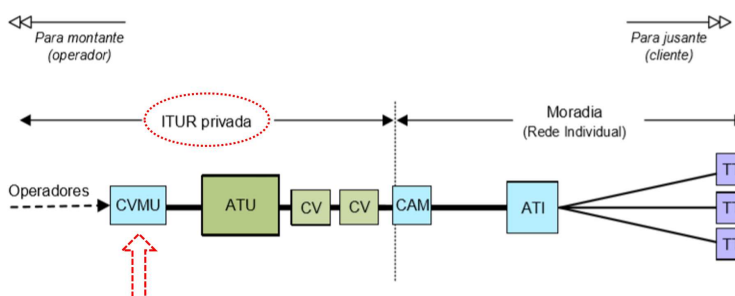 Para montante
(operador)
Para jusante
(cliente)
ITUR privada
Moradia
(Rede Individual)
Operadores
CVMU
ATU
CV
CV
CAM
ATI